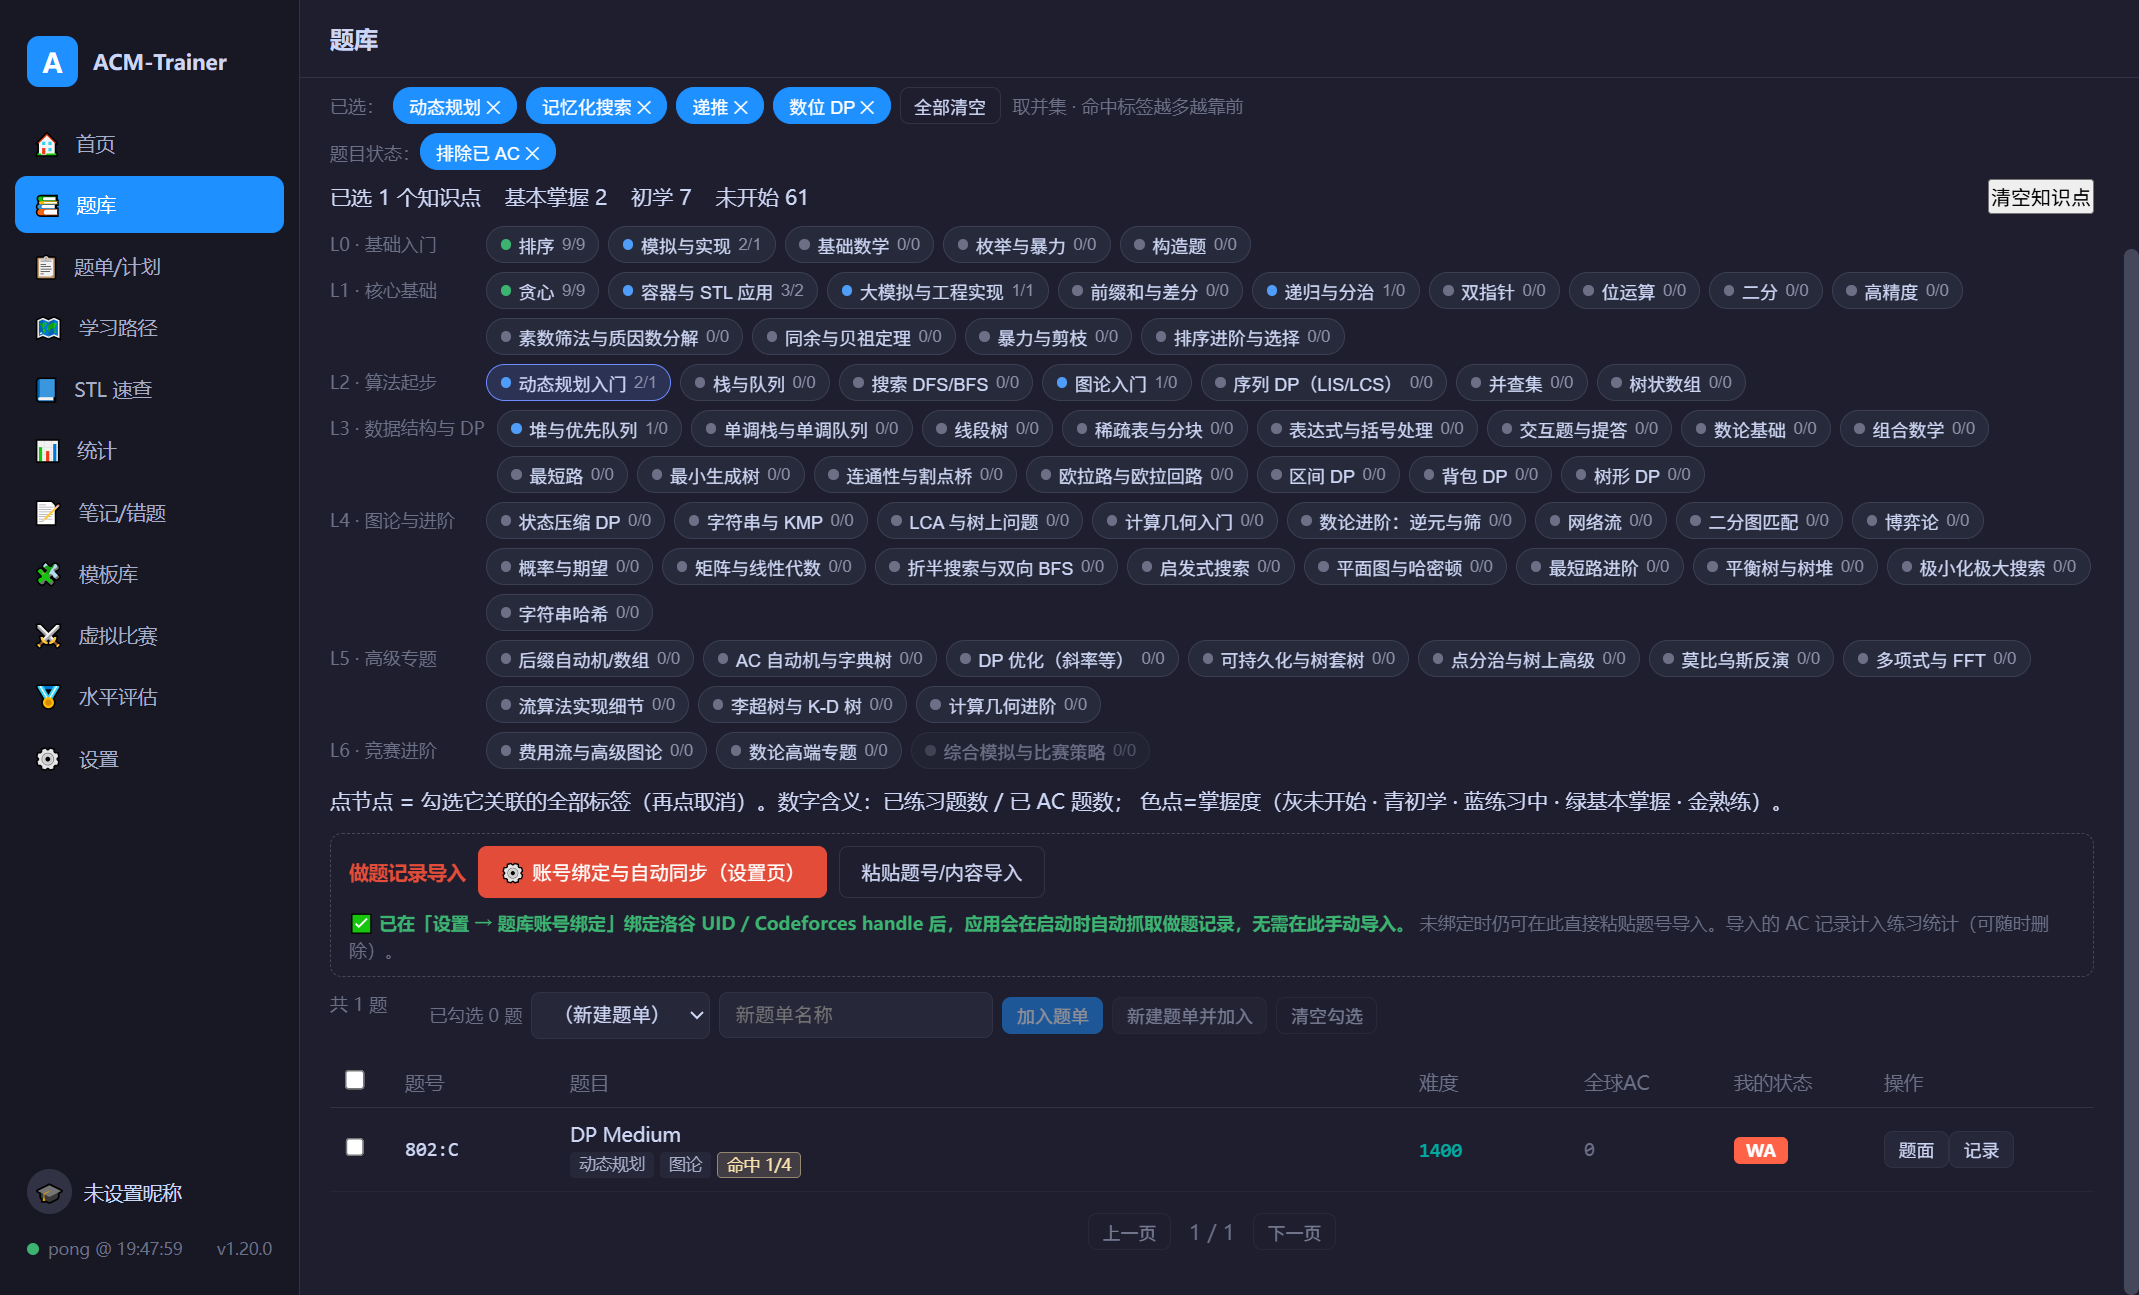 A ACM-Trainer
首页
题库
题单/计划
学习路径
STL 速查
统计
笔记/错题
模板库
虚拟比赛
水平评估
设置
未设置昵称
pong @ 19:47:59 v1.20.0
题库
已选： 动态规划 × 记忆化搜索 × 递推 × 数位 DP × 全部清空 取并集 · 命中标签越多越靠前
题目状态： 排除已 AC ×
已选 1 个知识点 基本掌握 2 初学 7 未开始 61 清空知识点
L0 · 基础入门 排序 9/9 模拟与实现 2/1 基础数学 0/0 枚举与暴力 0/0 构造题 0/0
L1 · 核心基础 贪心 9/9 容器与 STL 应用 3/2 大模拟与工程实现 1/1 前缀和与差分 0/0 递归与分治 1/0 双指针 0/0 位运算 0/0 二分 0/0 高精度 0/0
素数筛法与质因数分解 0/0 同余与贝祖定理 0/0 暴力与剪枝 0/0 排序进阶与选择 0/0
L2 · 算法起步 动态规划入门 2/1 栈与队列 0/0 搜索 DFS/BFS 0/0 图论入门 1/0 序列 DP（LIS/LCS） 0/0 并查集 0/0 树状数组 0/0
L3 · 数据结构与 DP 堆与优先队列 1/0 单调栈与单调队列 0/0 线段树 0/0 稀疏表与分块 0/0 表达式与括号处理 0/0 交互题与提答 0/0 数论基础 0/0 组合数学 0/0
最短路 0/0 最小生成树 0/0 连通性与割点桥 0/0 欧拉路与欧拉回路 0/0 区间 DP 0/0 背包 DP 0/0 树形 DP 0/0
L4 · 图论与进阶 状态压缩 DP 0/0 字符串与 KMP 0/0 LCA 与树上问题 0/0 计算几何入门 0/0 数论进阶：逆元与筛 0/0 网络流 0/0 二分图匹配 0/0 博弈论 0/0
概率与期望 0/0 矩阵与线性代数 0/0 折半搜索与双向 BFS 0/0 启发式搜索 0/0 平面图与哈密顿 0/0 最短路进阶 0/0 平衡树与树堆 0/0 极小化极大搜索 0/0
字符串哈希 0/0
L5 · 高级专题 后缀自动机/数组 0/0 AC 自动机与字典树 0/0 DP 优化（斜率等） 0/0 可持久化与树套树 0/0 点分治与树上高级 0/0 莫比乌斯反演 0/0 多项式与 FFT 0/0
流算法实现细节 0/0 李超树与 K-D 树 0/0 计算几何进阶 0/0
L6 · 竞赛进阶 费用流与高级图论 0/0 数论高端专题 0/0 综合模拟与比赛策略 0/0
点节点 = 勾选它关联的全部标签（再点取消）。数字含义：已练习题数 / 已 AC 题数； 色点=掌握度（灰未开始 · 青初学 · 蓝练习中 · 绿基本掌握 · 金熟练）。
做题记录导入 账号绑定与自动同步（设置页） 粘贴题号/内容导入
已在「设置 → 题库账号绑定」绑定洛谷 UID / Codeforces handle 后，应用会在启动时自动抓取做题记录，无需在此手动导入。 未绑定时仍可在此直接粘贴题号导入。导入的 AC 记录计入练习统计（可随时删
除）。
共 1 题 已勾选 0 题 （新建题单） 新题单名称 加入题单 新建题单并加入 清空勾选
题号 题目 难度 全球AC 我的状态 操作
802:C DP Medium 1400 0 WA 题面 记录
动态规划 图论 命中 1/4
上一页 1 / 1 下一页